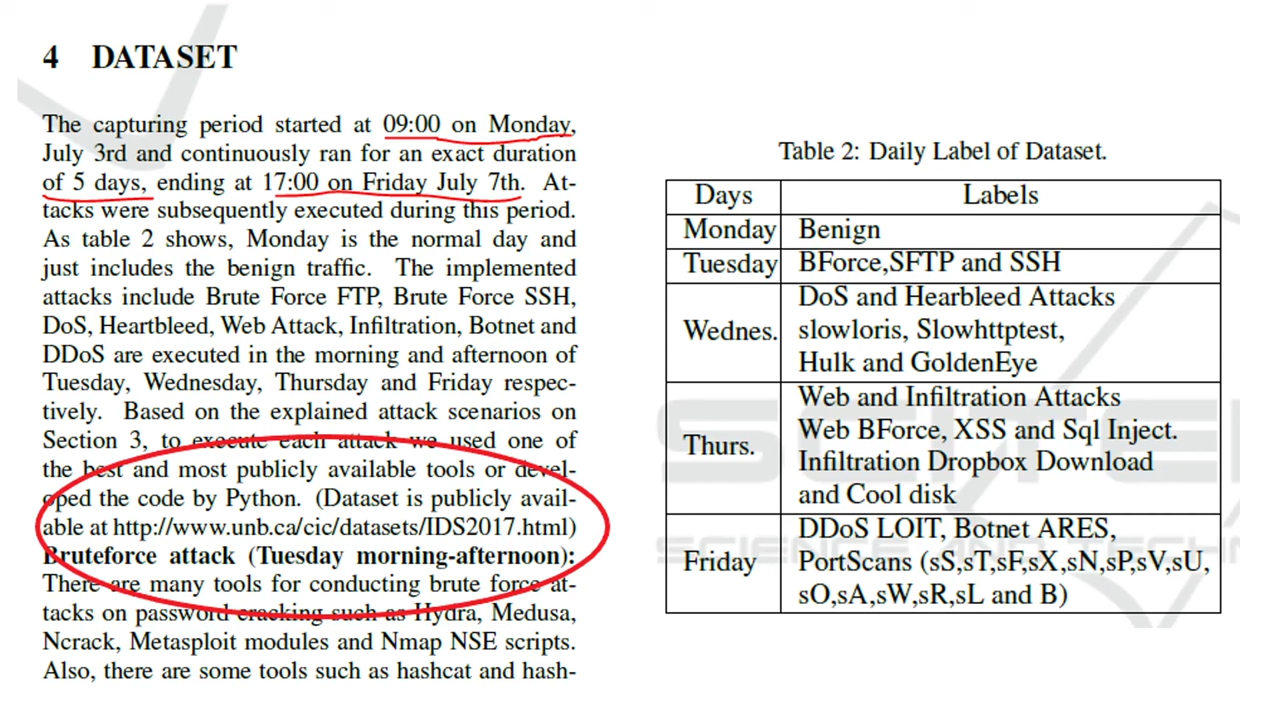 4 DATASET
The capturing period started at 09:00 on Monday,
July 3rd and continuously ran for an exact duration
of 5 days, ending at 17:00 on Friday July 7th. At-
tacks were subsequently executed during this period.
As table 2 shows, Monday is the normal day and
just includes the benign traffic. The implemented
attacks include Brute Force FTP, Brute Force SSH,
DoS, Heartbleed, Web Attack, Infiltration, Botnet and
DDoS are executed in the morning and afternoon of
Tuesday, Wednesday, Thursday and Friday respec-
tively. Based on the explained attack scenarios on
Section 3, to execute each attack we used one of
the best and most publicly available tools or devel-
oped the code by Python. (Dataset is publicly avail-
able at http://www.unb.ca/cic/datasets/IDS2017.html)
Bruteforce attack (Tuesday morning-afternoon):
There are many tools for conducting brute force at-
tacks on password cracking such as Hydra, Medusa,
Ncrack, Metasploit modules and Nmap NSE scripts.
Also, there are some tools such as hashcat and hash-
Table 2: Daily Label of Dataset.
Days Labels
Monday Benign
Tuesday BForce,SFTP and SSH
Wednes. DoS and Hearbleed Attacks
slowloris, Slowhttptest,
Hulk and GoldenEye
Thurs. Web and Infiltration Attacks
Web BForce, XSS and Sql Inject.
Infiltration Dropbox Download
and Cool disk
Friday DDoS LOIT, Botnet ARES,
PortScans (sS,sT,sF,sX,sN,sP,sV,sU,
sO,sA,sW,sR,sL and B)
SCITE
SCIENCE AND TECHN